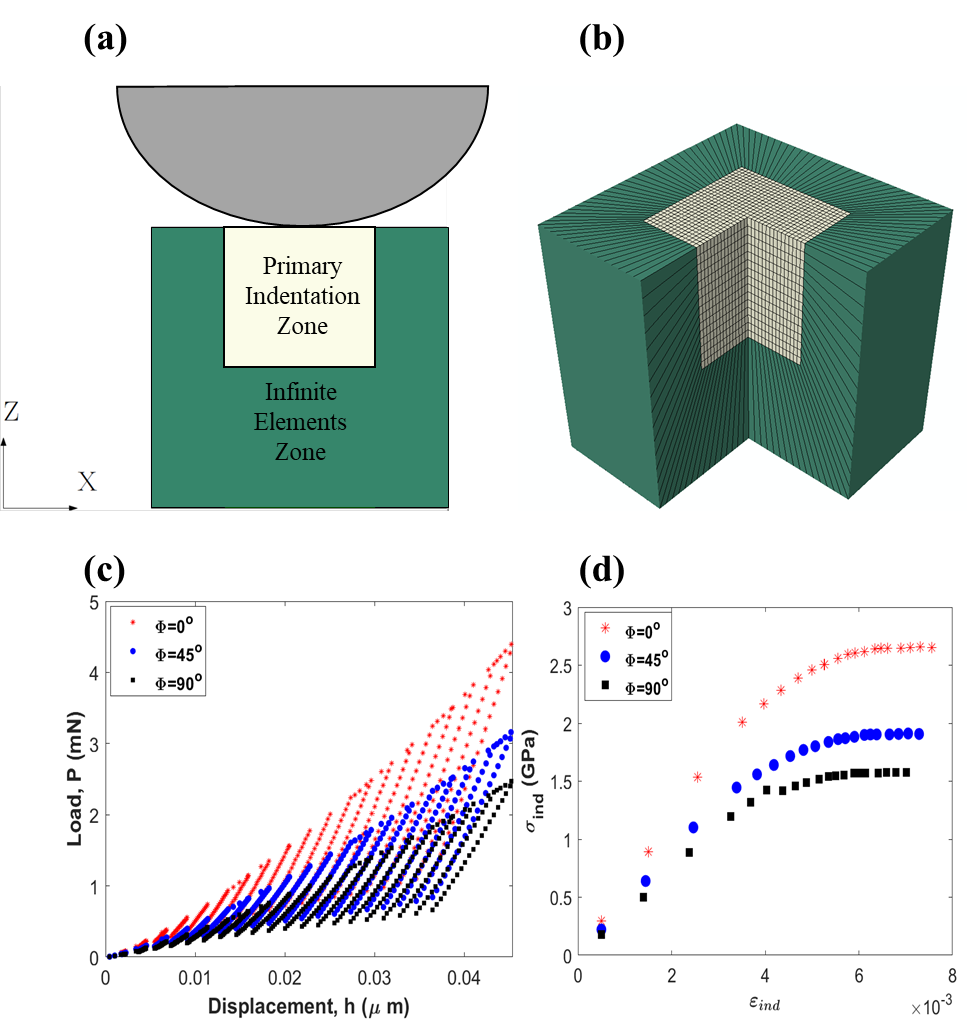 (a)
(b)
Primary
Indentation
Zone
Infinite
Elements
Zone
Z
X
(c)
(d)
5
4
3
2
1
0
Load, P (mN)
Φ=0°
Φ=45°
Φ=90°
0
0.01
0.02
0.03
0.04
Displacement, h (μ m)
3
2.5
2
1.5
1
0.5
0
σind (GPa)
Φ=0°
Φ=45°
Φ=90°
0
2
4
6
8
×10⁻³
εind